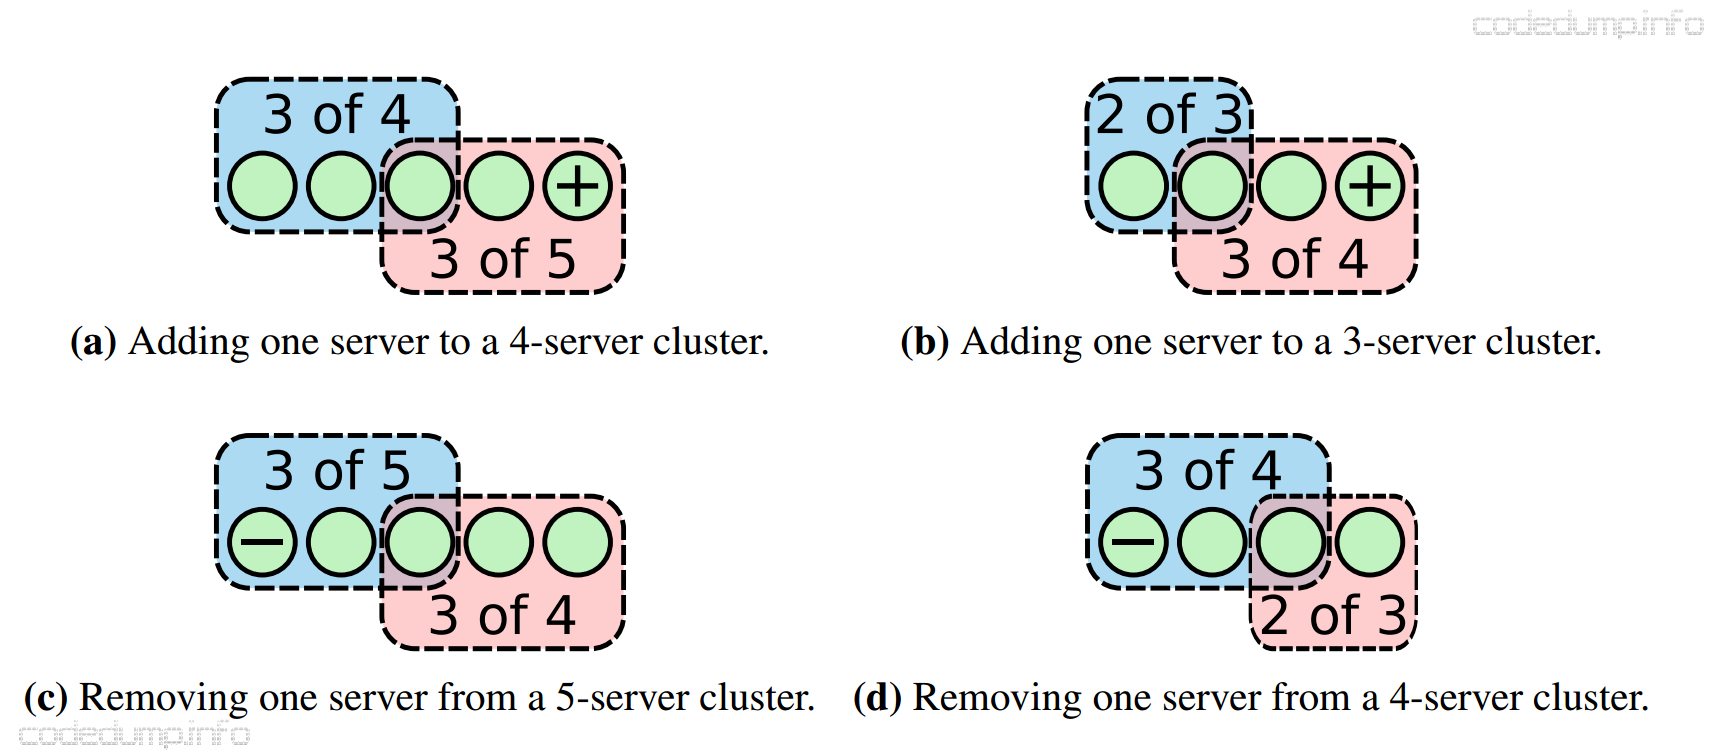 codedump.info
3 of 4
+
3 of 5
(a) Adding one server to a 4-server cluster.
2 of 3
+
3 of 4
(b) Adding one server to a 3-server cluster.
3 of 5
−
3 of 4
(c) Removing one server from a 5-server cluster.
3 of 4
−
2 of 3
(d) Removing one server from a 4-server cluster.
codedump.info